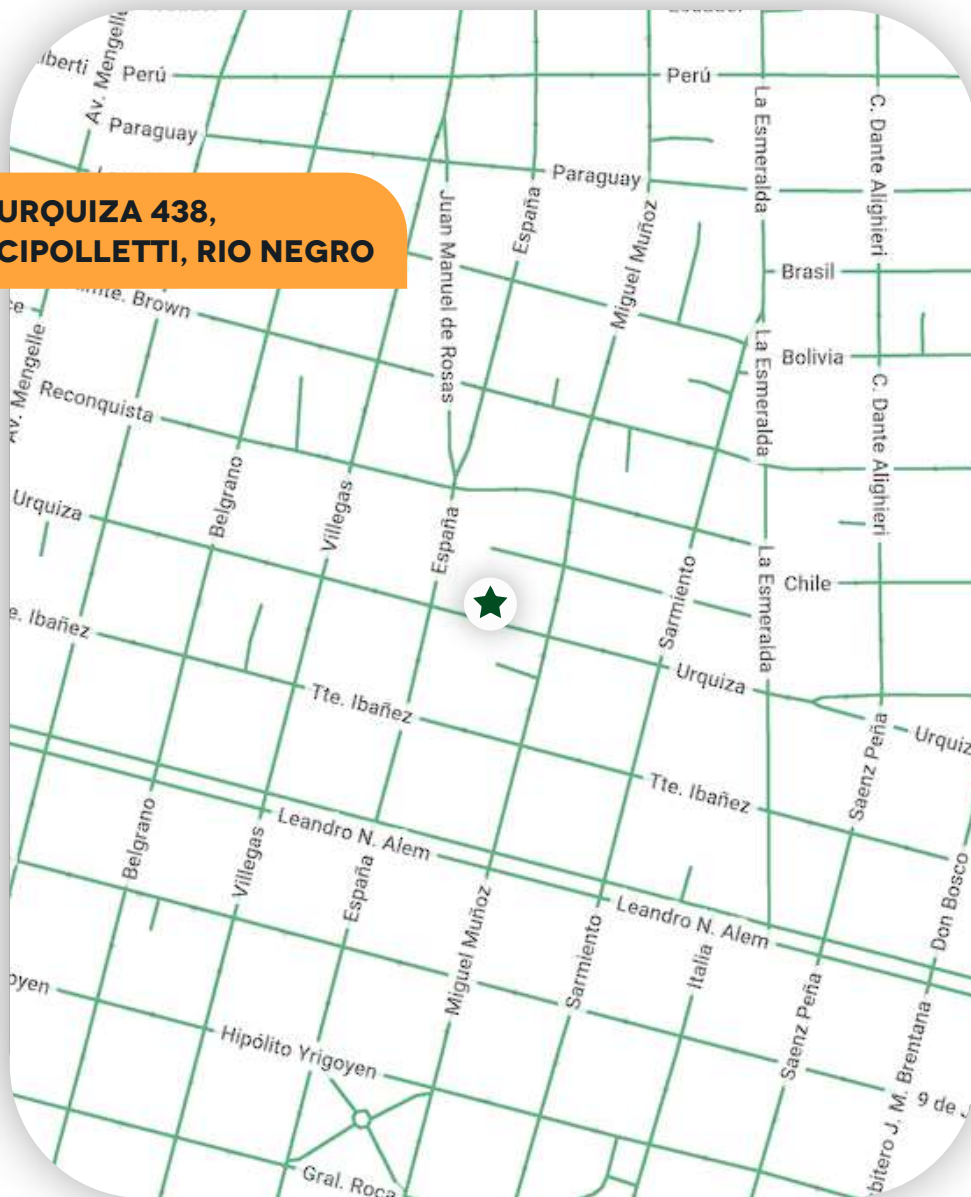 Av. Mengelle
Perú
Perú
La Esmeralda
C. Dante Alighieri
Paraguay
Paraguay
URQUIZA 438,
CIPOLLETTI, RIO NEGRO
Juan Manuel de Rosas
España
Miguel Muñoz
Brasil
Brown
La Esmeralda
Bolivia
C. Dante Alighieri
Av. Mengelle
Reconquista
Urquiza
Belgrano
Villegas
España
Sarmiento
La Esmeralda
Chile
Ibañez
Urquiza
Tte. Ibañez
Saenz Peña
Tte. Ibañez
Belgrano
Villegas
Leandro N. Alem
España
Miguel Muñoz
Sarmiento
Leandro N. Alem
Italia
Saenz Peña
Don Bosco
Hipólito Yrigoyen
J. M. Brentana
9 de
Gral. Roca